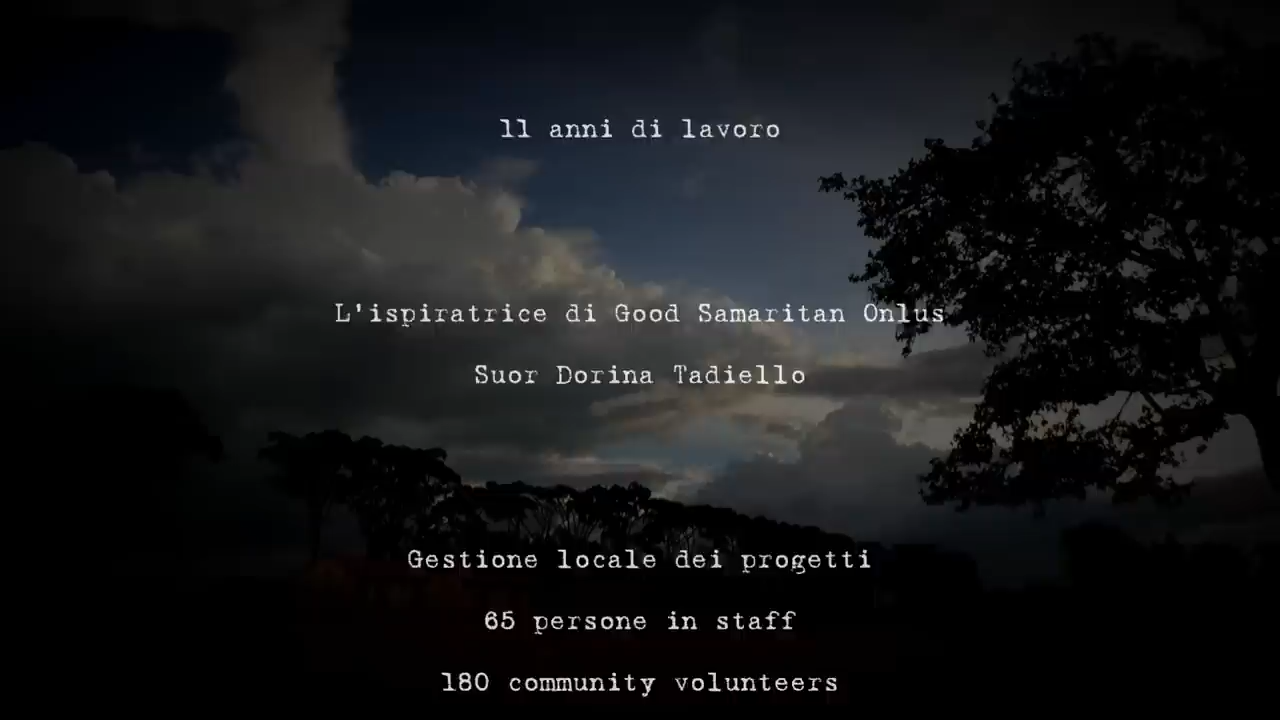 11 anni di lavoro
L'ispiratrice di Good Samaritan Onlus
Suor Dorina Tadiello
Gestione locale dei progetti
65 persone in staff
180 community volunteers